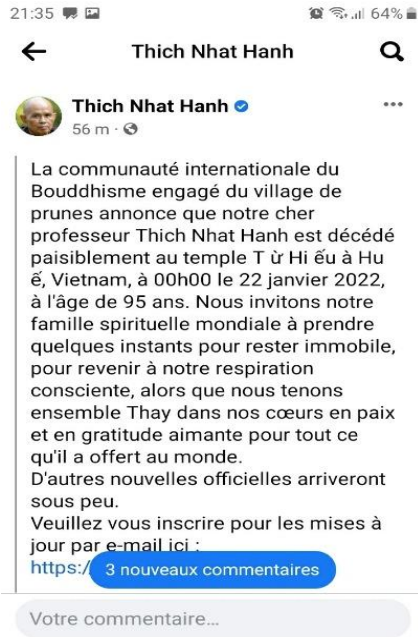 21:35 64%
Thich Nhat Hanh
Thich Nhat Hanh
56 m ·
La communauté internationale du
Bouddhisme engagé du village de
prunes annonce que notre cher
professeur Thich Nhat Hanh est décédé
paisiblement au temple T ừ Hi ếu à Hu
ế, Vietnam, à 00h00 le 22 janvier 2022,
à l'âge de 95 ans. Nous invitons notre
famille spirituelle mondiale à prendre
quelques instants pour rester immobile,
pour revenir à notre respiration
consciente, alors que nous tenons
ensemble Thay dans nos cœurs en paix
et en gratitude aimante pour tout ce
qu'il a offert au monde.
D'autres nouvelles officielles arriveront
sous peu.
Veuillez vous inscrire pour les mises à
jour par e-mail ici :
https:/
3 nouveaux commentaires
Votre commentaire...